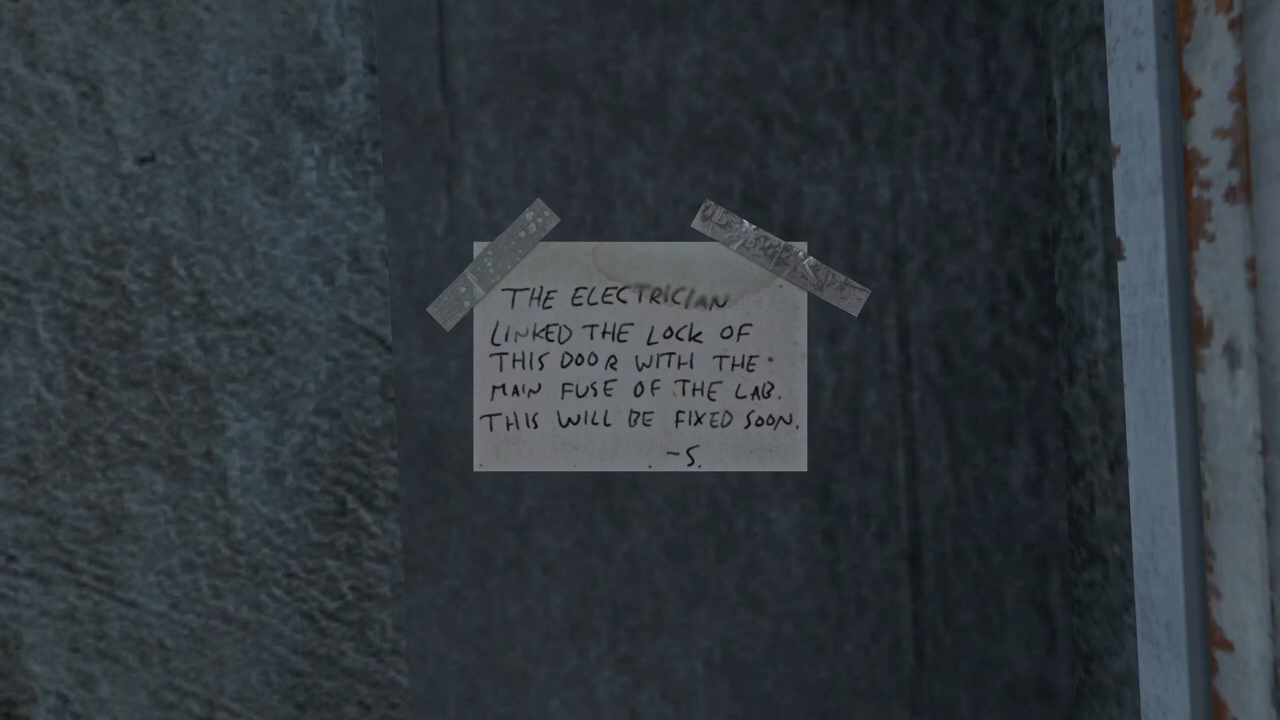 THE ELECTRICIAN
LINKED THE LOCK OF
THIS DOOR WITH THE
MAIN FUSE OF THE LAB.
THIS WILL BE FIXED SOON.
~S.